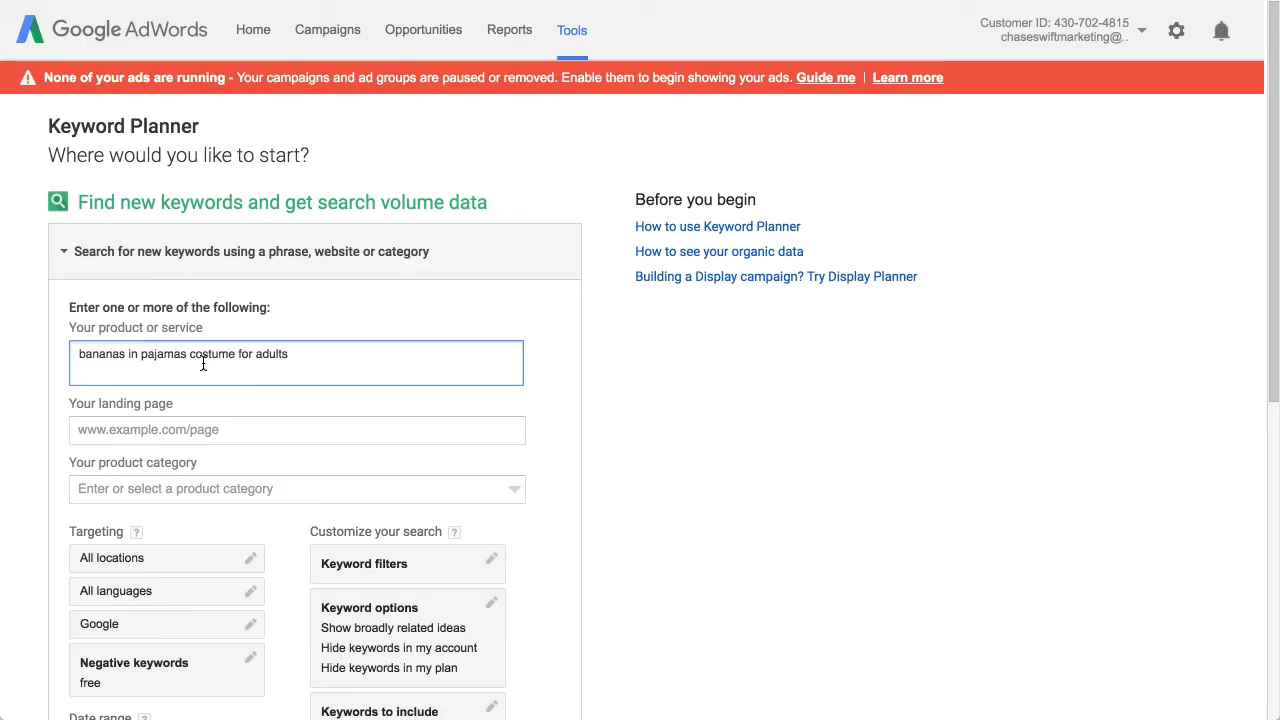 Google AdWords
Home
Campaigns
Opportunities
Reports
Tools
Customer ID: 430-702-4815
chaseswiftmarketing@..
None of your ads are running - Your campaigns and ad groups are paused or removed. Enable them to begin showing your ads. Guide me | Learn more
Keyword Planner
Where would you like to start?
Find new keywords and get search volume data
Search for new keywords using a phrase, website or category
Enter one or more of the following:
Your product or service
bananas in pajamas costume for adults
Your landing page
www.example.com/page
Your product category
Enter or select a product category
Targeting ?
All locations
All languages
Google
Negative keywords
free
Date range ?
Customize your search ?
Keyword filters
Keyword options
Show broadly related ideas
Hide keywords in my account
Hide keywords in my plan
Keywords to include
Before you begin
How to use Keyword Planner
How to see your organic data
Building a Display campaign? Try Display Planner